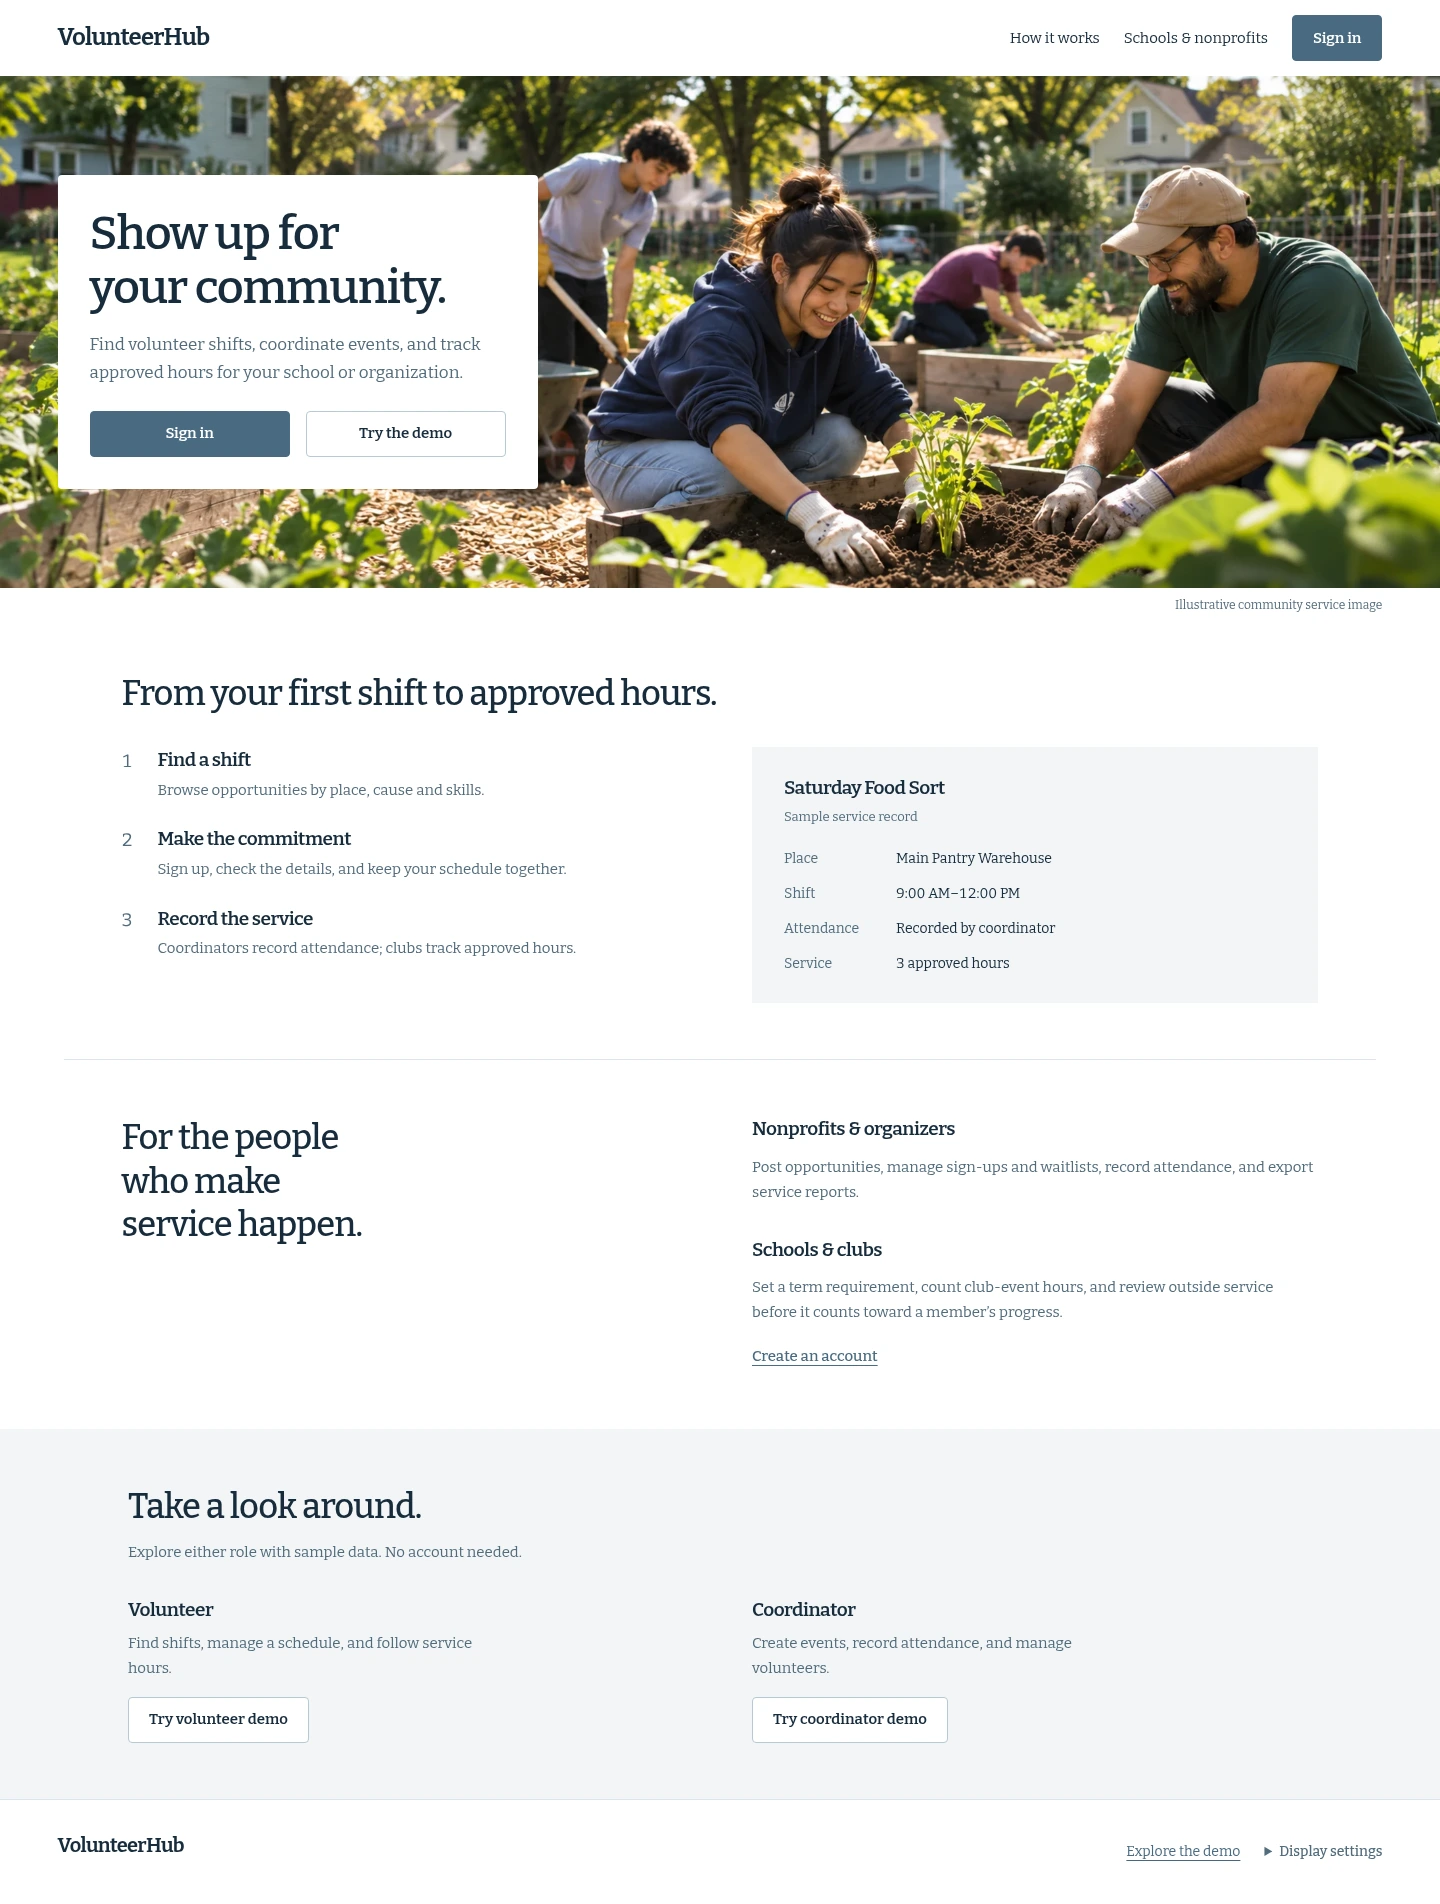 VolunteerHub
How it works
Schools & nonprofits
Sign in
Show up for
your community.
Find volunteer shifts, coordinate events, and track
approved hours for your school or organization.
Sign in
Try the demo
Illustrative community service image
From your first shift to approved hours.
1
Find a shift
Browse opportunities by place, cause and skills.
2
Make the commitment
Sign up, check the details, and keep your schedule together.
3
Record the service
Coordinators record attendance; clubs track approved hours.
Saturday Food Sort
Sample service record
Place Main Pantry Warehouse
Shift 9:00 AM–12:00 PM
Attendance Recorded by coordinator
Service 3 approved hours
For the people
who make
service happen.
Nonprofits & organizers
Post opportunities, manage sign-ups and waitlists, record attendance, and export
service reports.
Schools & clubs
Set a term requirement, count club-event hours, and review outside service
before it counts toward a member's progress.
Create an account
Take a look around.
Explore either role with sample data. No account needed.
Volunteer
Find shifts, manage a schedule, and follow service
hours.
Try volunteer demo
Coordinator
Create events, record attendance, and manage
volunteers.
Try coordinator demo
VolunteerHub
Explore the demo
Display settings